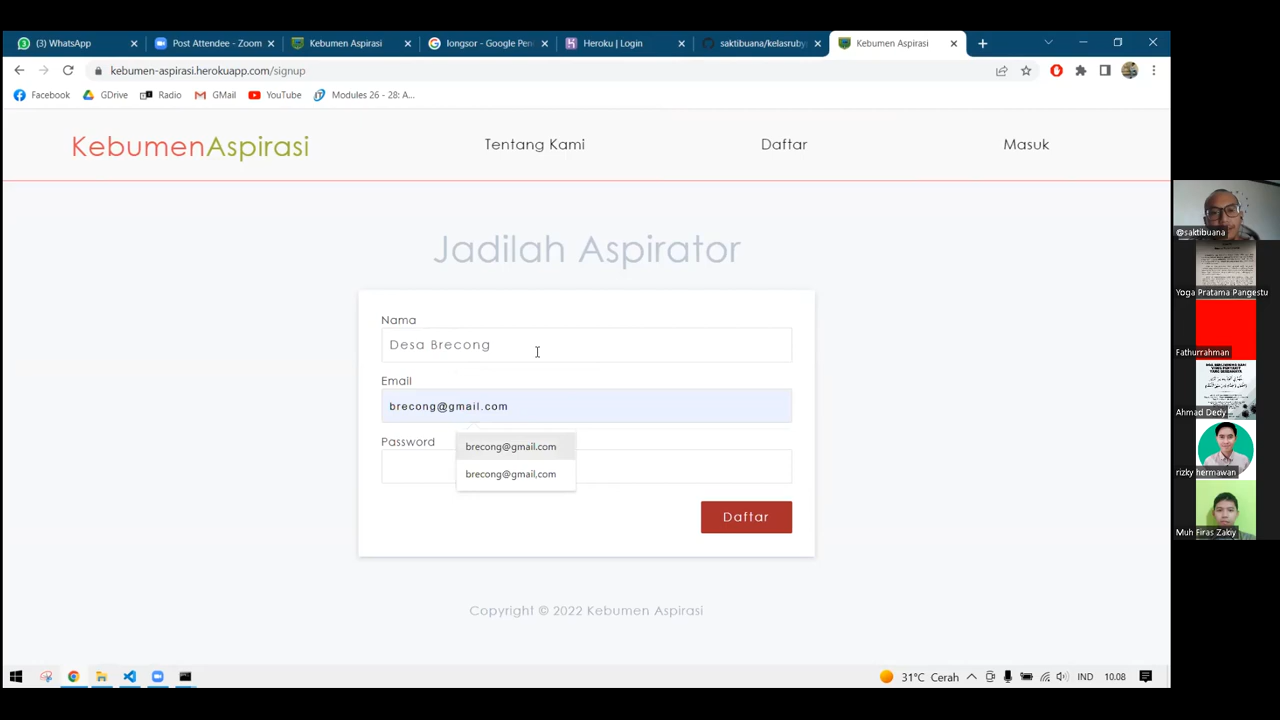 (3) WhatsApp
Post Attendee - Zoom
Kebumen Aspirasi
longsor - Google Pen
Heroku | Login
saktibuana/kelasruby
Kebumen Aspirasi
kebumen-aspirasi.herokuapp.com/signup
Facebook
GDrive
Radio
GMail
YouTube
Modules 26 - 28: A...
KebumenAspirasi
Tentang Kami
Daftar
Masuk
Jadilah Aspirator
Nama
Desa Brecong
Email
brecong@gmail.com
Password
brecong@gmail.com
brecong@gmail,com
Daftar
Copyright © 2022 Kebumen Aspirasi
31°C Cerah
IND
10.08
@saktibuana
Yoga Pratama Pangestu
Fathurrahman
Ahmad Dedy
rizky hermawan
Muh Firas Zakiy